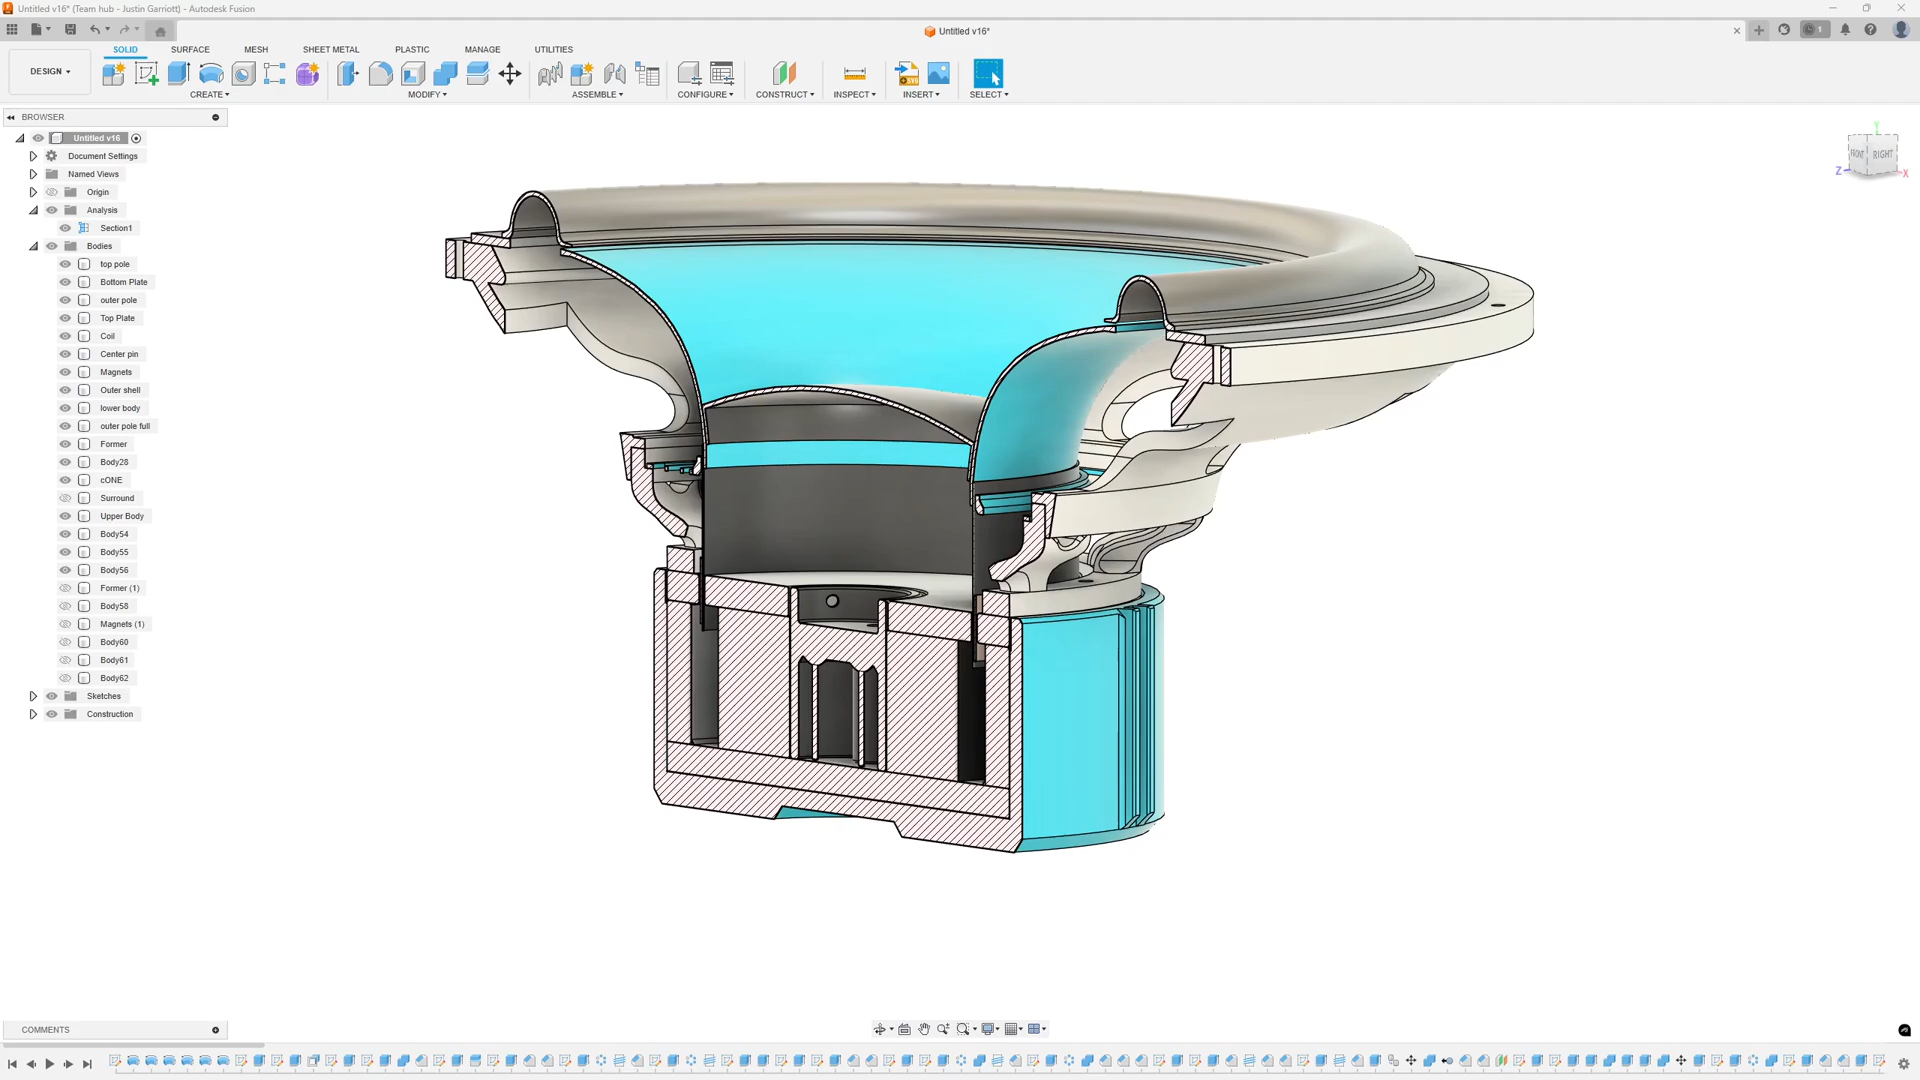 Untitled v16* (Team hub - Justin Garriott) - Autodesk Fusion
Untitled v16*
1
DESIGN
SOLID
SURFACE
MESH
SHEET METAL
PLASTIC
MANAGE
UTILITIES
CREATE
MODIFY
ASSEMBLE
CONFIGURE
CONSTRUCT
INSPECT
INSERT
SELECT
BROWSER
Untitled v16
Document Settings
Named Views
Origin
Analysis
Section1
Bodies
top pole
Bottom Plate
outer pole
Top Plate
Coil
Center pin
Magnets
Outer shell
lower body
outer pole full
Former
Body28
cONE
Surround
Upper Body
Body54
Body55
Body56
Former (1)
Body58
Magnets (1)
Body60
Body61
Body62
Sketches
Construction
Y
FRONT
RIGHT
Z
X
COMMENTS